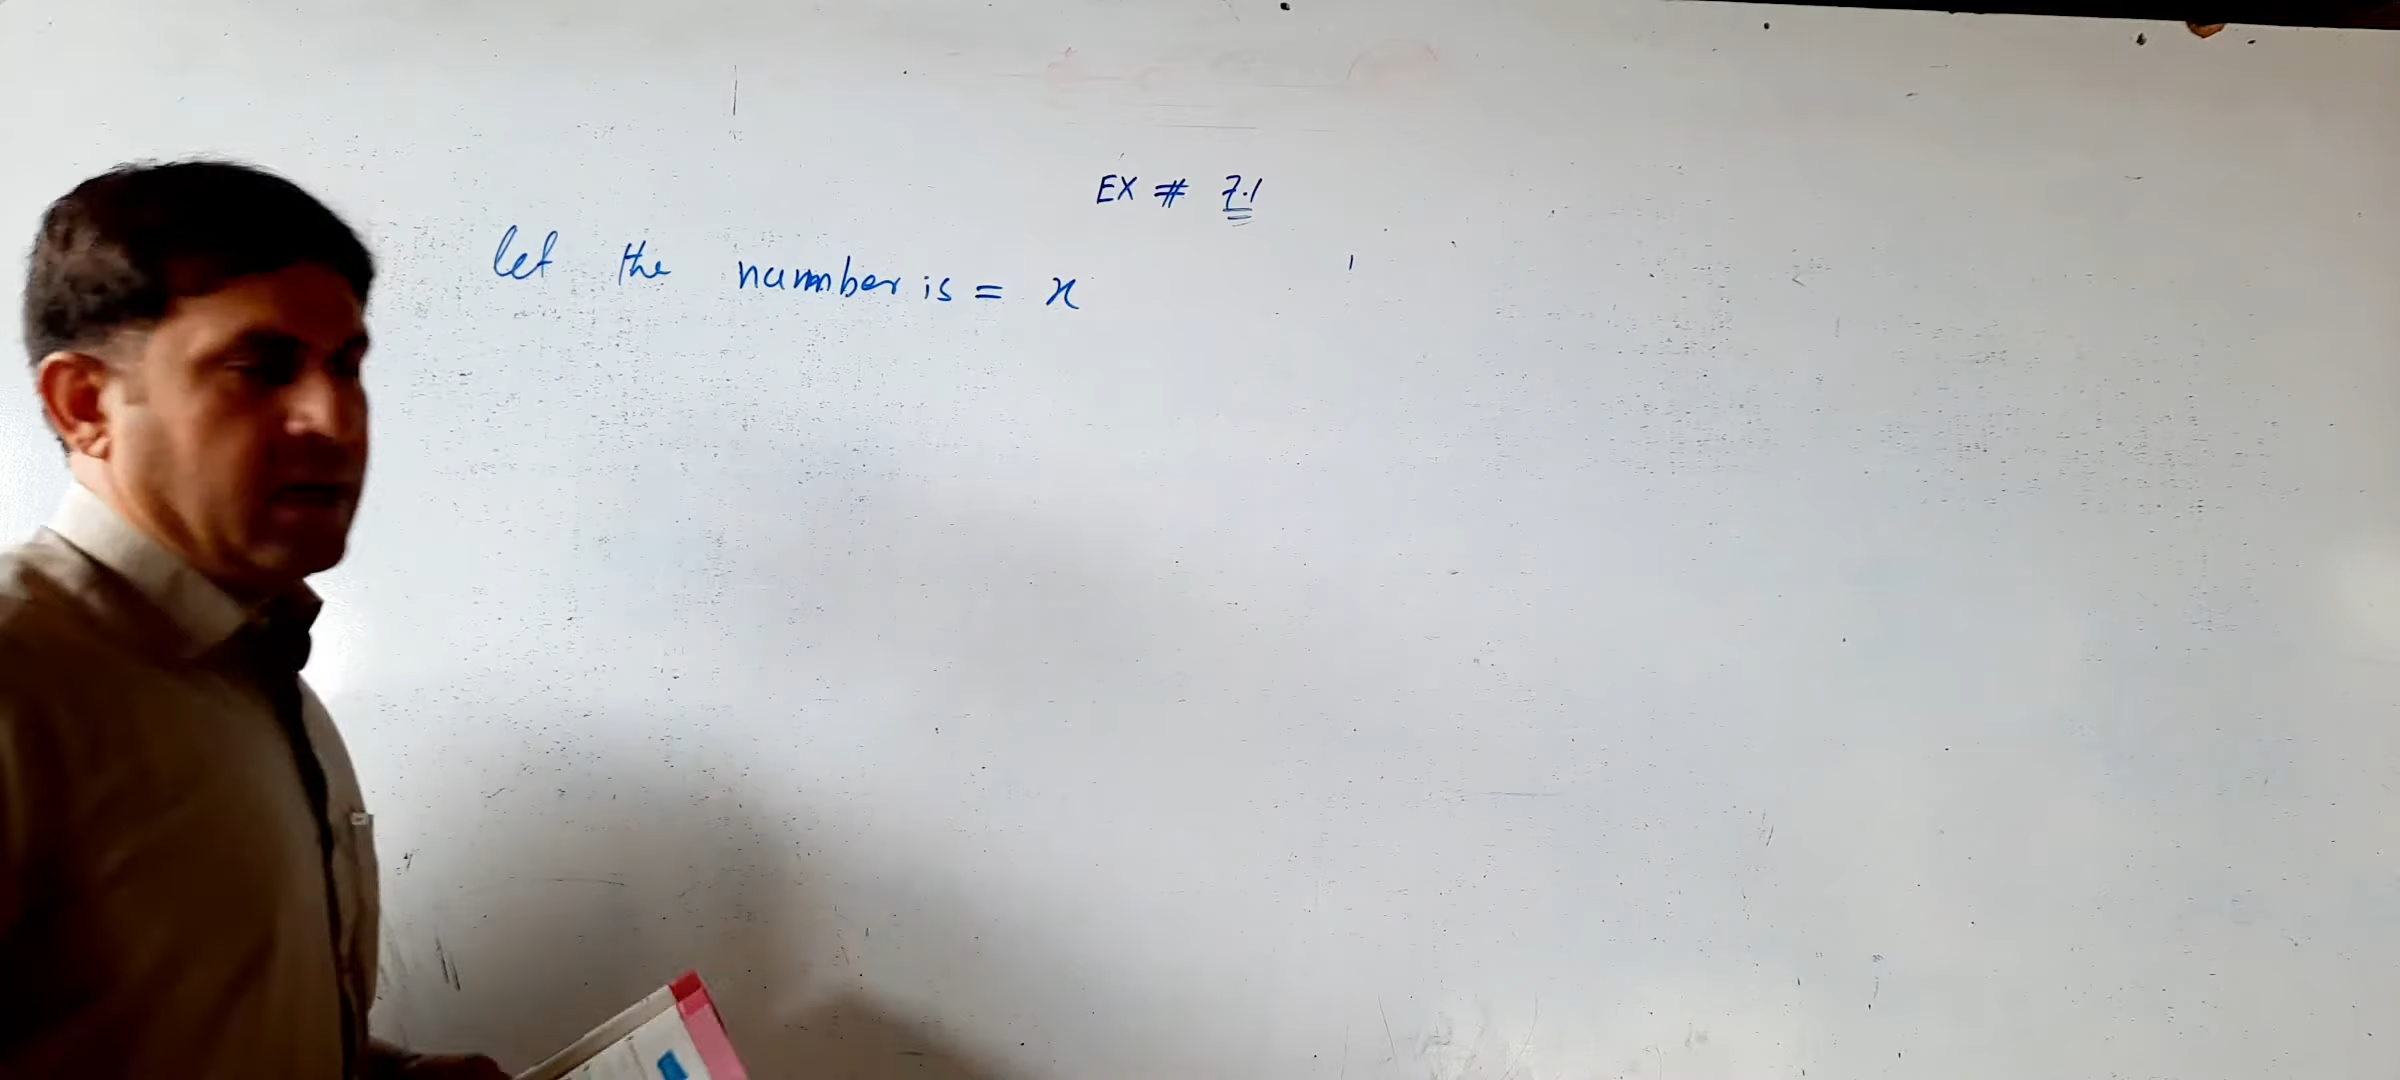 EX # 7.1
let the number is = x